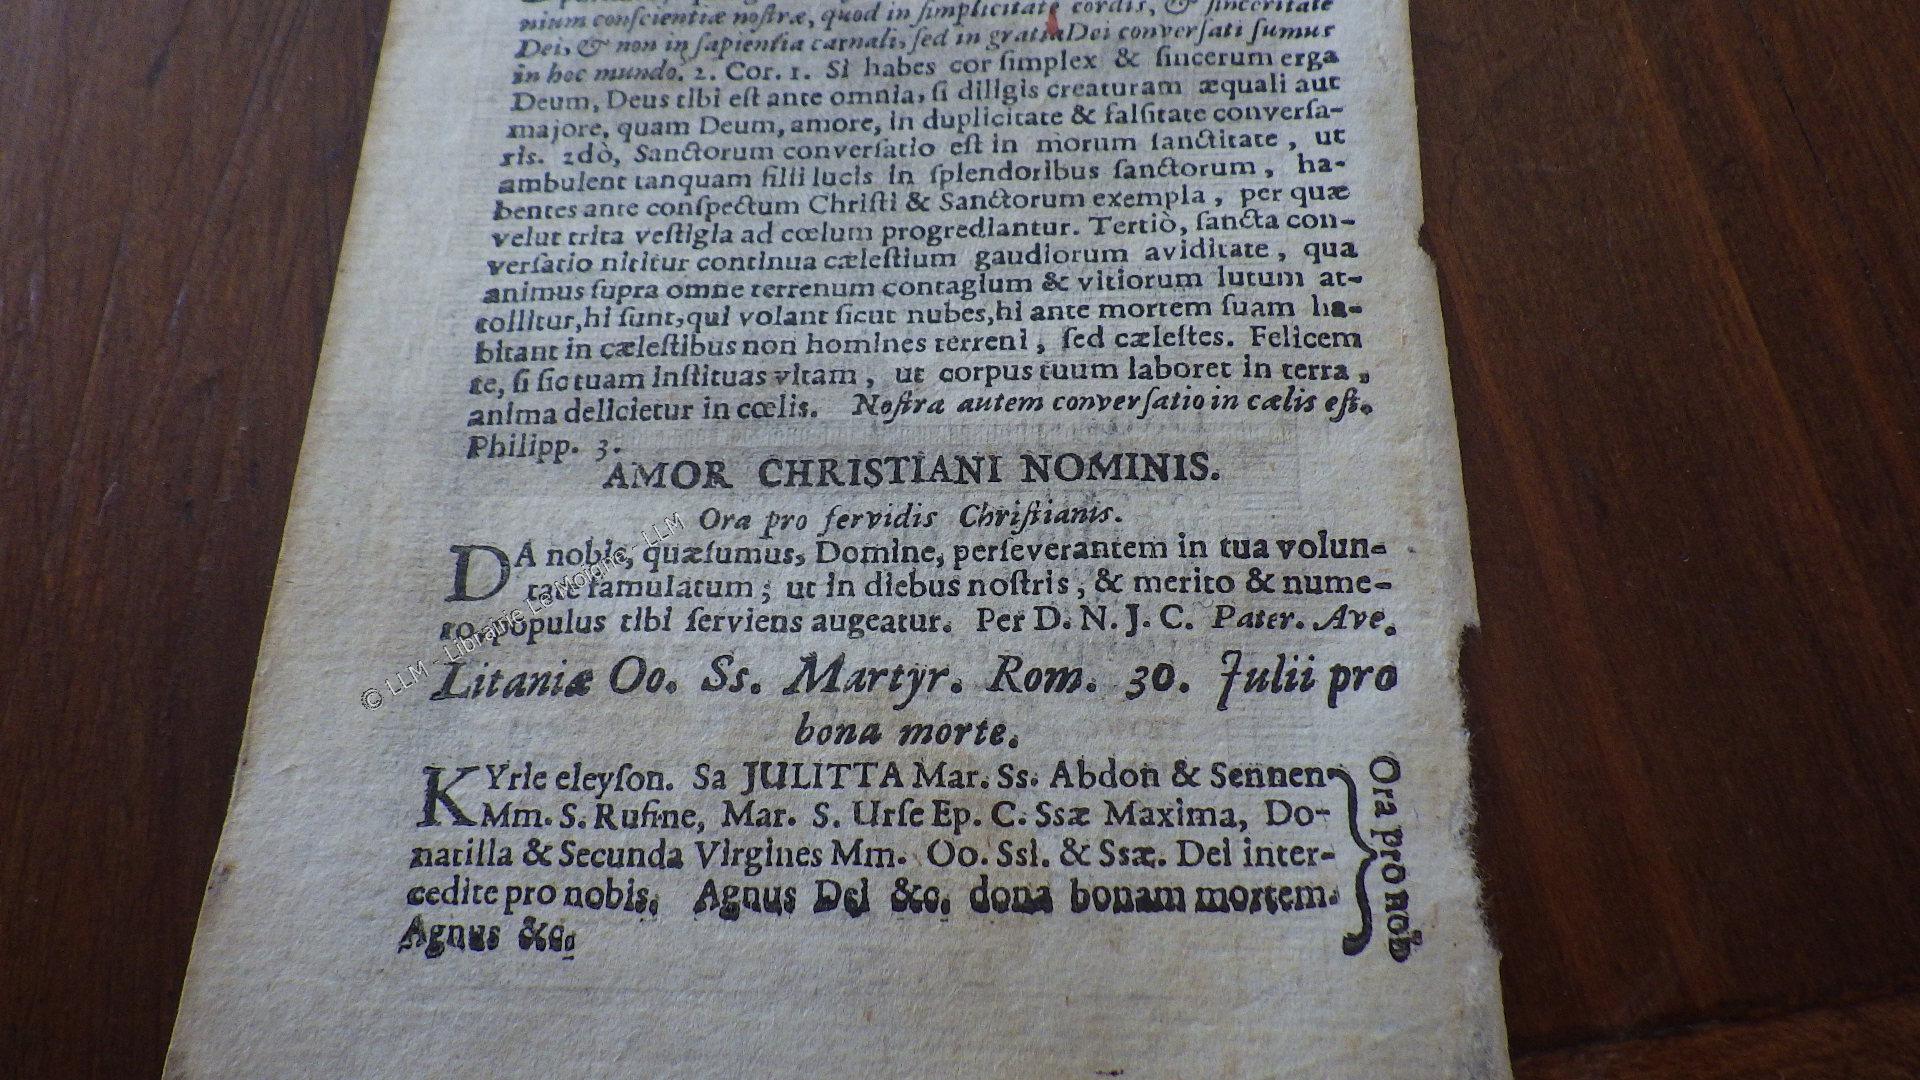 nium conſcientiæ noſtræ, quod in ſimplicitate cordis, & ſinceritate
Dei, & non in ſapientia carnali, ſed in gratia Dei converſati ſumus
in hoc mundo. 2. Cor. 1. Si habes cor ſimplex & ſincerum erga
Deum, Deus tibi eſt ante omnia, ſi diligis creaturam æquali aut
majore, quam Deum, amore, in duplicitate & falſitate converſa-
ris. 2dò, Sanctorum converſatio eſt in morum ſanctitate, ut
ambulent tanquam filii lucis in ſplendoribus ſanctorum, ha-
bentes ante conſpectum Chriſti & Sanctorum exempla, per quæ
velut trita veſtigia ad cœlum progrediantur. Tertiò, ſancta con-
verſatio nititur continua cæleſtium gaudiorum aviditate, qua
animus ſupra omne terrenum contagium & vitiorum lutum at-
tollitur, hi ſunt, qui volant ſicut nubes, hi ante mortem ſuam ha-
bitant in cæleſtibus non homines terreni, ſed cæleſtes. Felicem
te, ſi ſic tuam inſtituas vitam, ut corpus tuum laboret in terra,
anima delicietur in cœlis. Noſtra autem converſatio in cælis eſt.
Philipp. 3.
AMOR CHRISTIANI NOMINIS.
Ora pro fervidis Chriſtianis.
DA nobis, quæſumus, Domine, perſeverantem in tua volun-
tate famulatum; ut in diebus noſtris, & merito & nume-
ro, populus tibi ſerviens augeatur. Per D. N. J. C. Pater. Ave.
Litaniæ Oo. Ss. Martyr. Rom. 30. Julii pro
bona morte.
KYrie eleyſon. Sa JULITTA Mar. Ss. Abdon & Sennen
Mm. S. Rufine, Mar. S. Urſe Ep. C. Ssæ Maxima, Do-
natilla & Secunda Virgines Mm. Oo. Ssi. & Ssæ. Dei inter-
cedite pro nobis. Agnus Dei &c. dona bonam mortem.
Agnus &c.
Ora pro nob
© LLM - Librairie Le Moigne - LLM